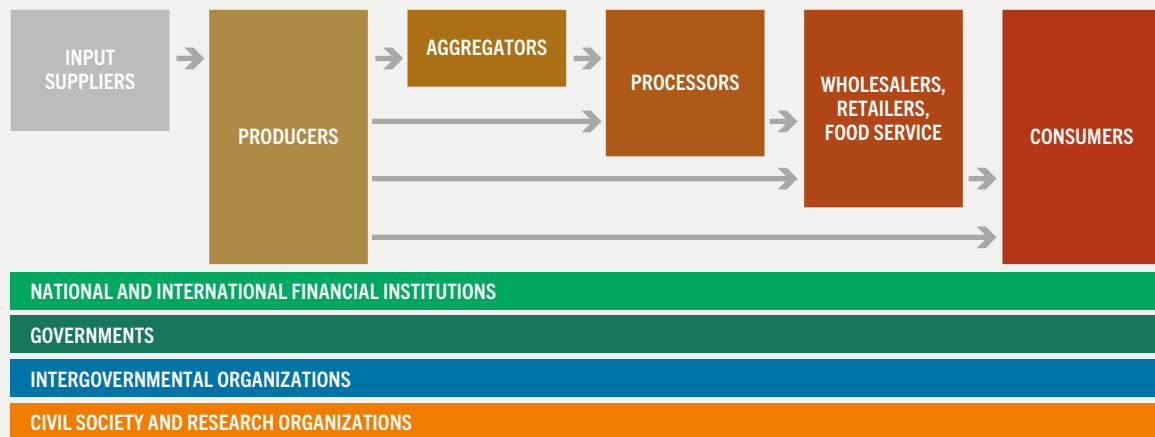 INPUT
SUPPLIERS
PRODUCERS
AGGREGATORS
PROCESSORS
WHOLESALERS,
RETAILERS,
FOOD SERVICE
CONSUMERS
NATIONAL AND INTERNATIONAL FINANCIAL INSTITUTIONS
GOVERNMENTS
INTERGOVERNMENTAL ORGANIZATIONS
CIVIL SOCIETY AND RESEARCH ORGANIZATIONS